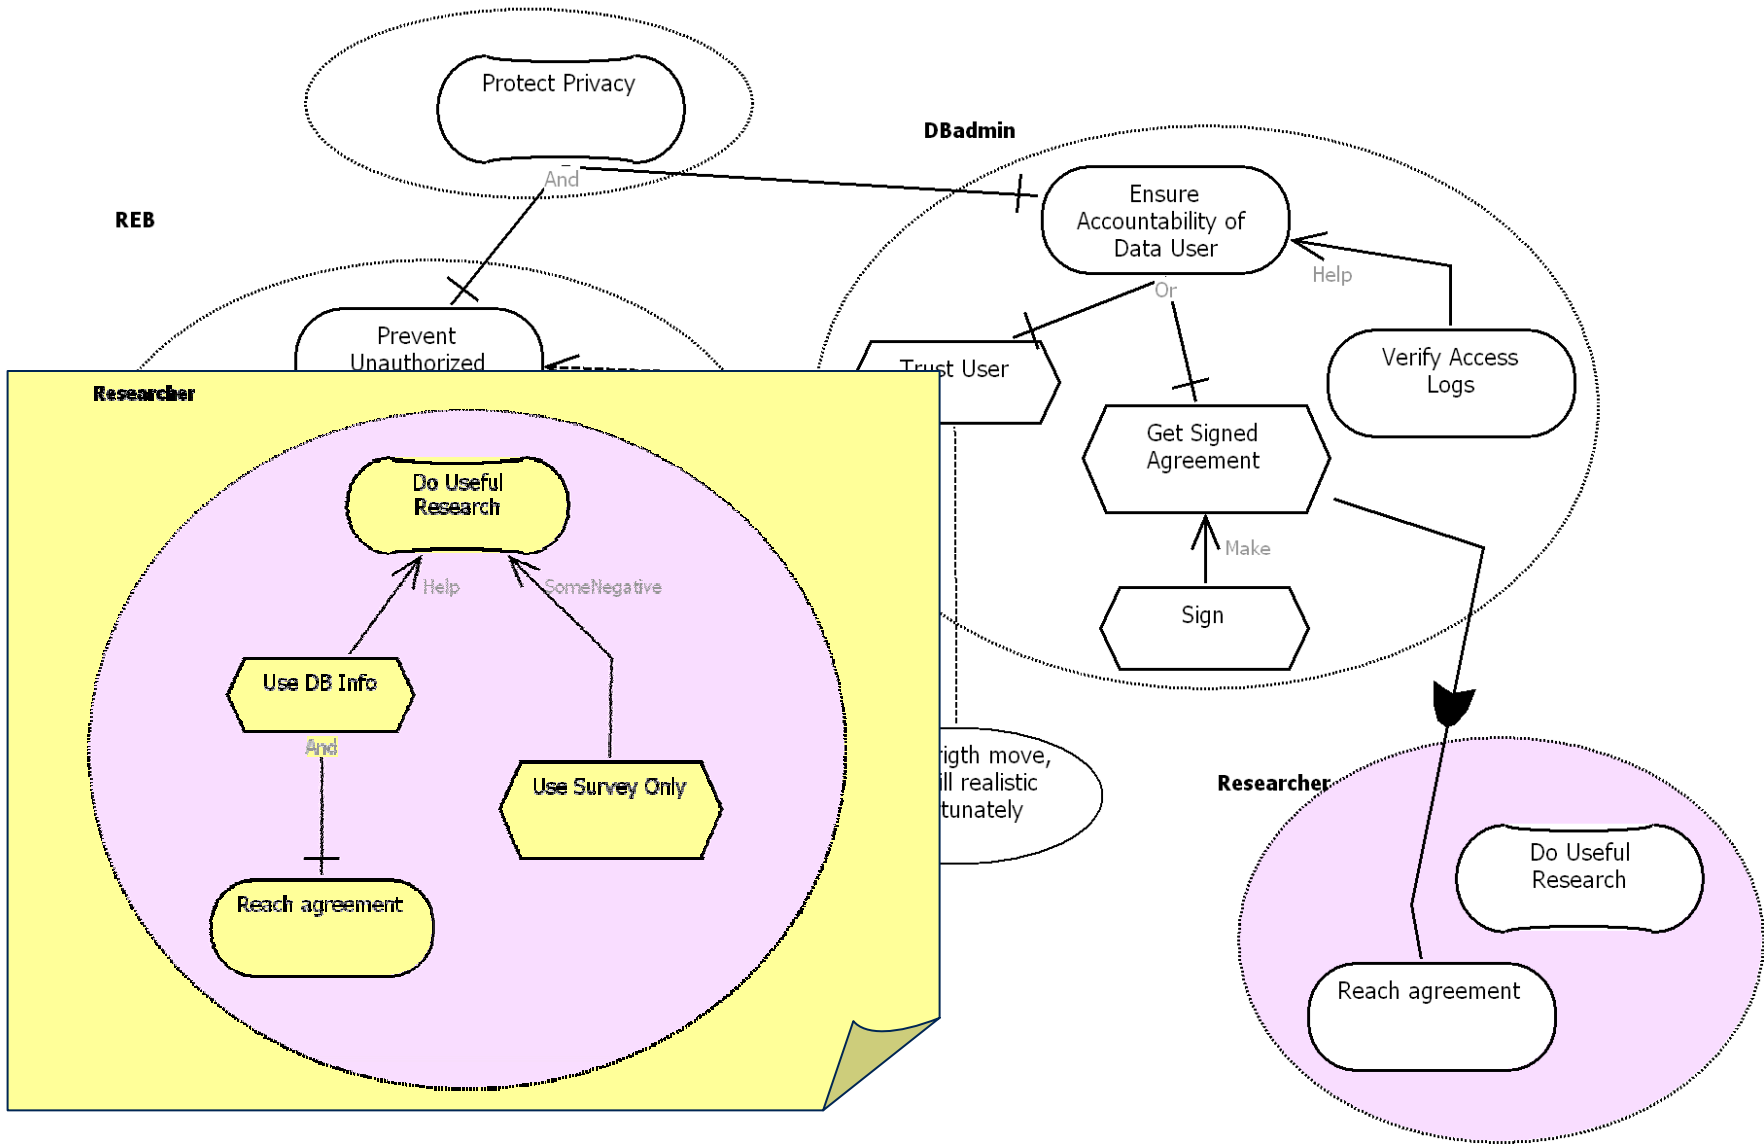 Protect Privacy
And
DBadmin
Ensure
Accountability of
Data User
Help
Or
REB
Prevent
Unauthorized
Trust User
Verify Access
Logs
Get Signed
Agreement
Make
Sign
rigth move,
ill realistic
tunately
Researcher
Do Useful
Research
Reach agreement
Researcher
Do Useful
Research
Help
SomeNegative
Use DB Info
And
Use Survey Only
Reach agreement